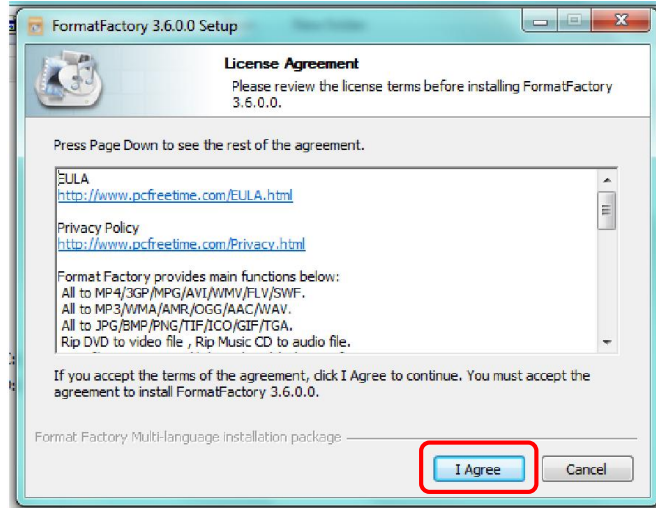 FormatFactory 3.6.0.0 Setup
License Agreement
Please review the license terms before installing FormatFactory
3.6.0.0.
Press Page Down to see the rest of the agreement.
EULA
http://www.pcfreetime.com/EULA.html
Privacy Policy
http://www.pcfreetime.com/Privacy.html
Format Factory provides main functions below:
All to MP4/3GP/MPG/AVI/WMV/FLV/SWF.
All to MP3/WMA/AMR/OGG/AAC/WAV.
All to JPG/BMP/PNG/TIF/ICO/GIF/TGA.
Rip DVD to video file , Rip Music CD to audio file.
If you accept the terms of the agreement, click I Agree to continue. You must accept the
agreement to install FormatFactory 3.6.0.0.
Format Factory Multi-language installation package
I Agree
Cancel